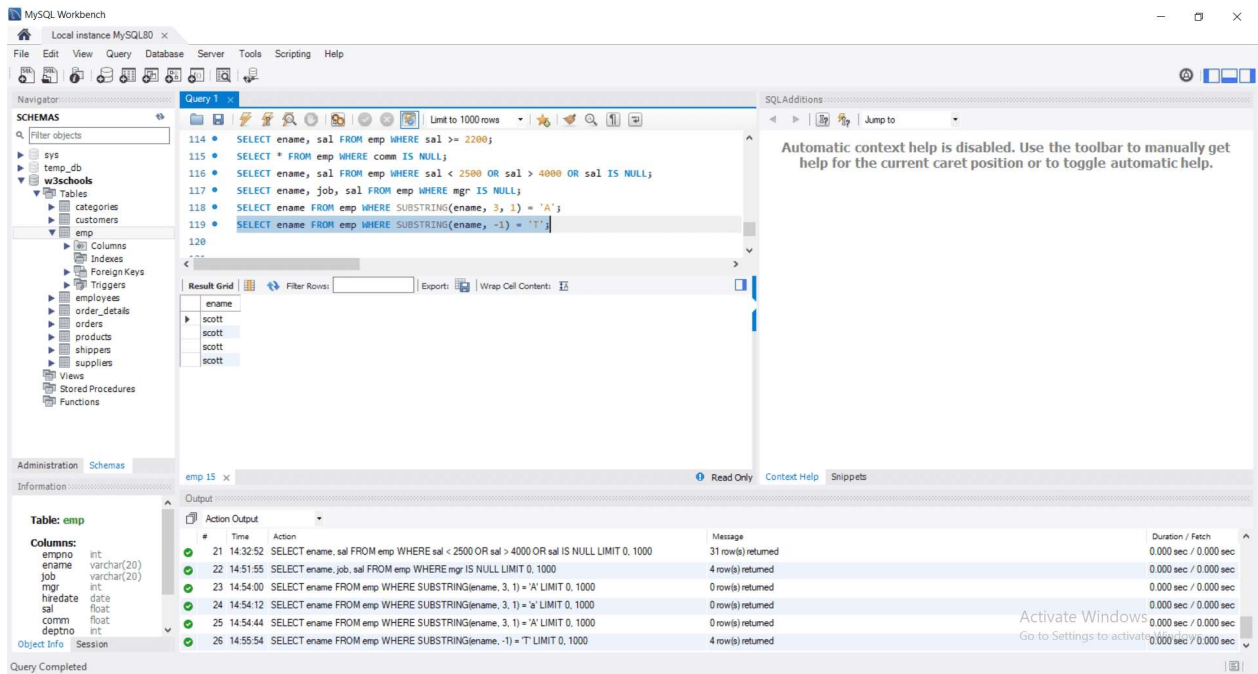 MySQL Workbench
Local instance MySQL80
File Edit View Query Database Server Tools Scripting Help
Navigator
SCHEMAS
Filter objects
sys
temp_db
w3schools
Tables
categories
customers
emp
Columns
Indexes
Foreign Keys
Triggers
employees
order_details
orders
products
shippers
suppliers
Views
Stored Procedures
Functions
Administration Schemas
Information
Table: emp
Columns:
empno int
ename varchar(20)
job varchar(20)
mgr int
hiredate date
sal float
comm float
deptno int
Object Info Session
Query 1
Limit to 1000 rows
114 SELECT ename, sal FROM emp WHERE sal >= 2200;
115 SELECT * FROM emp WHERE comm IS NULL;
116 SELECT ename, sal FROM emp WHERE sal < 2500 OR sal > 4000 OR sal IS NULL;
117 SELECT ename, job, sal FROM emp WHERE mgr IS NULL;
118 SELECT ename FROM emp WHERE SUBSTRING(ename, 3, 1) = 'A';
119 SELECT ename FROM emp WHERE SUBSTRING(ename, -1) = 'T';
120
Result Grid Filter Rows: Export: Wrap Cell Content:
ename
scott
scott
scott
scott
emp 15 Read Only
SQLAdditions
Jump to
Automatic context help is disabled. Use the toolbar to manually get
help for the current caret position or to toggle automatic help.
Context Help Snippets
Output
Action Output
# Time Action Message Duration / Fetch
21 14:32:52 SELECT ename, sal FROM emp WHERE sal < 2500 OR sal > 4000 OR sal IS NULL LIMIT 0, 1000 31 row(s) returned 0.000 sec / 0.000 sec
22 14:51:55 SELECT ename, job, sal FROM emp WHERE mgr IS NULL LIMIT 0, 1000 4 row(s) returned 0.000 sec / 0.000 sec
23 14:54:00 SELECT ename FROM emp WHERE SUBSTRING(ename, 3, 1) = 'A' LIMIT 0, 1000 0 row(s) returned 0.000 sec / 0.000 sec
24 14:54:12 SELECT ename FROM emp WHERE SUBSTRING(ename, 3, 1) = 'a' LIMIT 0, 1000 0 row(s) returned 0.000 sec / 0.000 sec
25 14:54:44 SELECT ename FROM emp WHERE SUBSTRING(ename, 3, 1) = 'A' LIMIT 0, 1000 0 row(s) returned 0.000 sec / 0.000 sec
26 14:55:54 SELECT ename FROM emp WHERE SUBSTRING(ename, -1) = 'T' LIMIT 0, 1000 4 row(s) returned 0.000 sec / 0.000 sec
Activate Windows
Go to Settings to activate Windows.
Query Completed